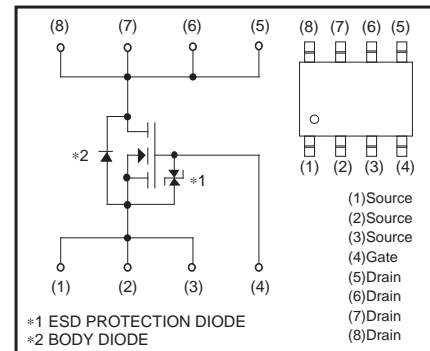 (8) (7) (6) (5)
*2
*1
(1) (2) (3) (4)
*1 ESD PROTECTION DIODE
*2 BODY DIODE
(8) (7) (6) (5)
(1) (2) (3) (4)
(1)Source
(2)Source
(3)Source
(4)Gate
(5)Drain
(6)Drain
(7)Drain
(8)Drain